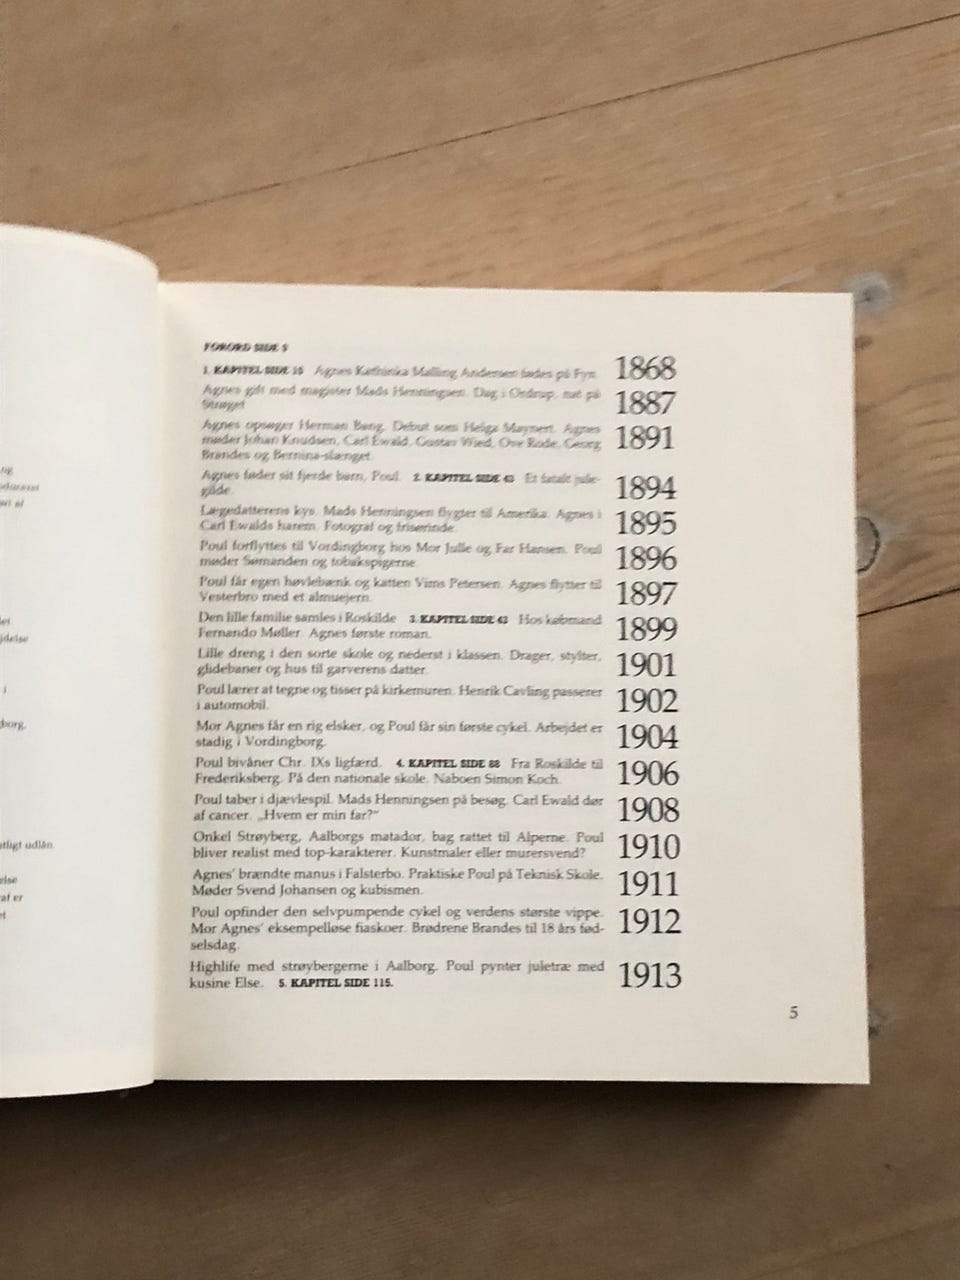 FORORD SIDE 9
1. KAPITEL SIDE 16 Agnes Kathinka Malling Andersen fødes på Fyn. 1868
Agnes gift med magister Mads Henningsen. Dag i Ordrup, nat på 1887
Strøget
Agnes opsøger Herman Bang. Debut som Helga Maynert. Agnes 1891
møder Johan Knudsen, Carl Ewald, Gustav Wied, Ove Rode, Georg
Brandes og Bernina-slænget.
Agnes føder sit fjerde barn, Poul. 2. KAPITEL SIDE Et fatalt jule- 1894
gilde.
Lægedatterens kys. Mads Henningsen flygter til Amerika. Agnes i 1895
Carl Ewalds harem. Fotograf og friserinde.
Poul forflyttes til Vordingborg hos Mor Julle og Far Hansen. Poul 1896
møder Sømanden og tobakspigerne.
Poul får egen høvlebænk og katten Vims Petersen. Agnes flytter til 1897
Vesterbro med et almuejern.
Den lille familie samles i Roskilde 3. KAPITEL SIDE 63 Hos købmand 1899
Fernando Møller. Agnes første roman.
Lille dreng i den sorte skole og nederst i klassen. Drager, stylter, 1901
glidebaner og hus til garverens datter.
Poul lærer at tegne og tisser på kirkemuren. Henrik Cavling passerer 1902
i automobil.
Mor Agnes får en rig elsker, og Poul får sin første cykel. Arbejdet er 1904
stadig i Vordingborg.
Poul bivåner Chr. IXs ligfærd. 4. KAPITEL SIDE 88 Fra Roskilde til 1906
Frederiksberg. På den nationale skole. Naboen Simon Koch.
Poul taber i djævlespil. Mads Henningsen på besøg. Carl Ewald dør 1908
af cancer. „Hvem er min far?"
Onkel Strøyberg, Aalborgs matador, bag rattet til Alperne. Poul 1910
bliver realist med top-karakterer. Kunstmaler eller murersvend?
Agnes' brændte manus i Falsterbo. Praktiske Poul på Teknisk Skole. 1911
Møder Svend Johansen og kubismen.
Poul opfinder den selvpumpende cykel og verdens største vippe. 1912
Mor Agnes' eksempelløse fiaskoer. Brødrene Brandes til 18 års fød-
selsdag.
Highlife med strøybergerne i Aalborg. Poul pynter juletræ med 1913
kusine Else. 5. KAPITEL SIDE 115.
5